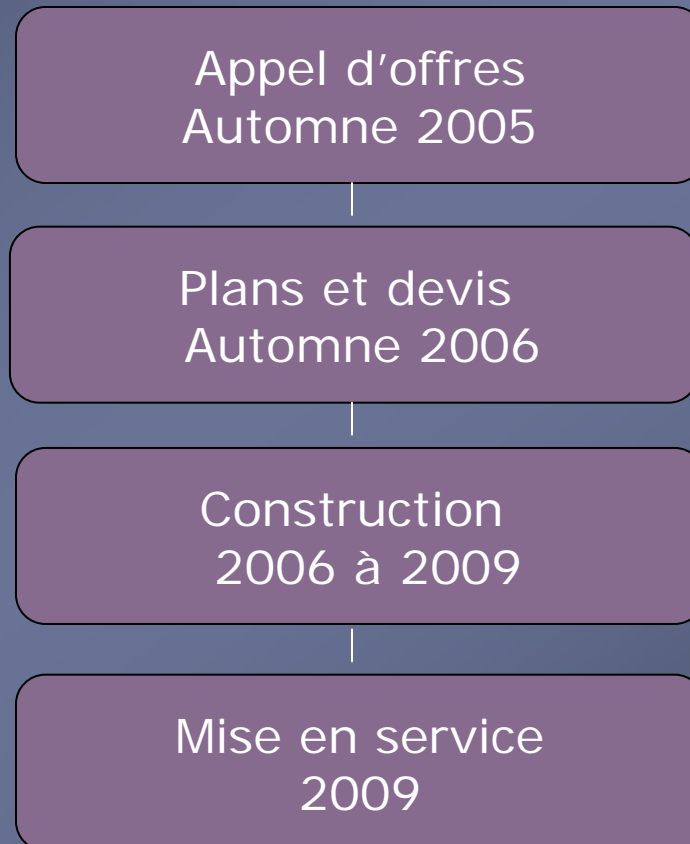 Appel d'offres
Automne 2005
Plans et devis
Automne 2006
Construction
2006 à 2009
Mise en service
2009